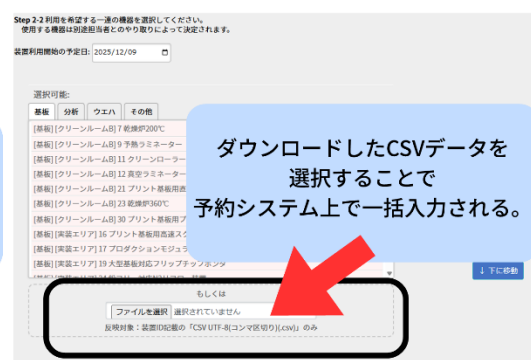 Step 2-2 利用を希望する一連の機器を選択してください。
使用する機器は別途担当者とのやり取りによって決定されます。
装置利用開始の予定日: 2025/12/09
選択可能:
基板 分析 ウエハ その他
[基板] [クリーンルームB] 7 乾燥炉200℃
[基板] [クリーンルームB] 9 予熱ラミネーター
[基板] [クリーンルームB] 11 クリーンローラー
[基板] [クリーンルームB] 12 真空ラミネーター
[基板] [クリーンルームB] 21 プリント基板用直
[基板] [クリーンルームB] 23 乾燥炉360℃
[基板] [クリーンルームB] 30 プリント基板用プ
[基板] [実装エリア] 16 プリント基板用高速スク
[基板] [実装エリア] 17 プロダクションモジュラ
[基板] [実装エリア] 19 大型基板対応フリップチップボンダ
ダウンロードしたCSVデータを
選択することで
予約システム上で一括入力される。
↓ 下に移動
もしくは
ファイルを選択 選択されていません
反映対象：装置ID記載の「CSV UTF-8(コンマ区切り)(.csv)」のみ